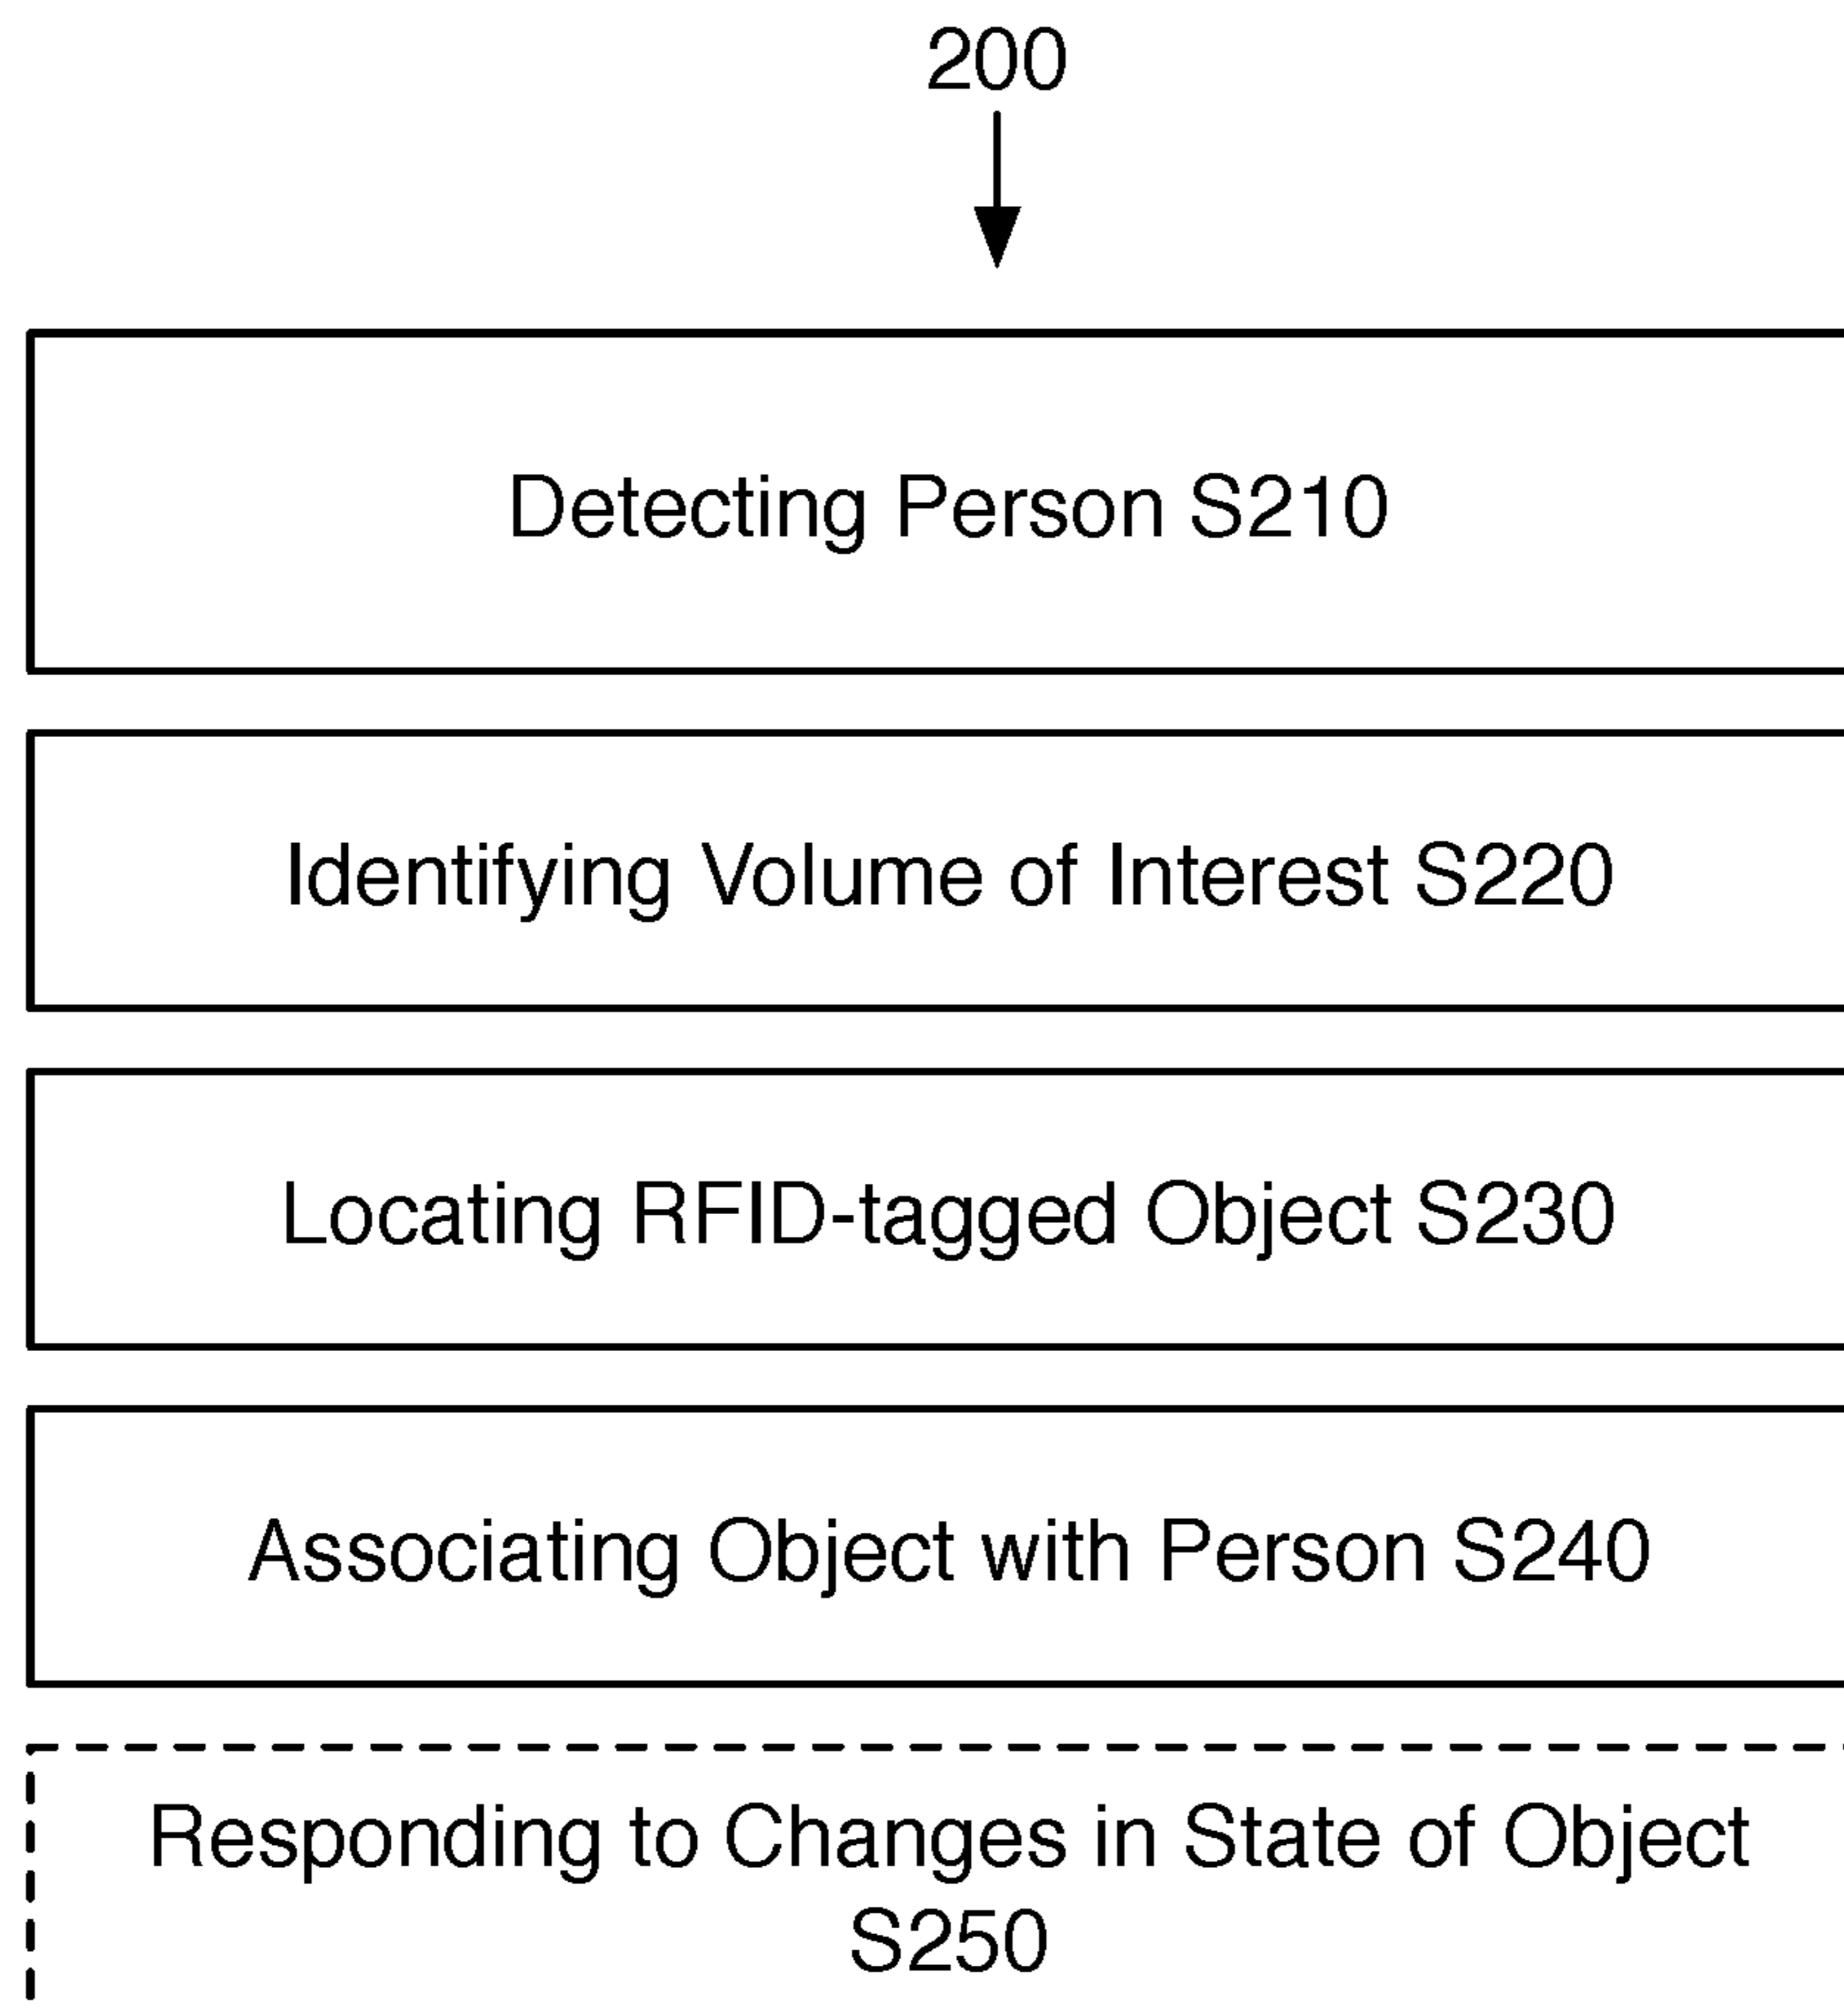 200
Detecting Person S210
Identifying Volume of Interest S220
Locating RFID-tagged Object S230
Associating Object with Person S240
Responding to Changes in State of Object
S250